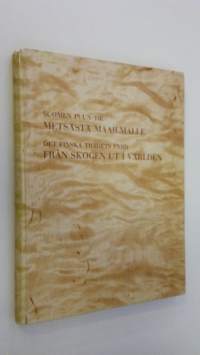 SUOMEN PUUN TIE
METSÄSTÄ MAAILMALLE
DET FINSKA TRÄDETS FÄRD
FRÅN SKOGEN UT I VÄRLDEN